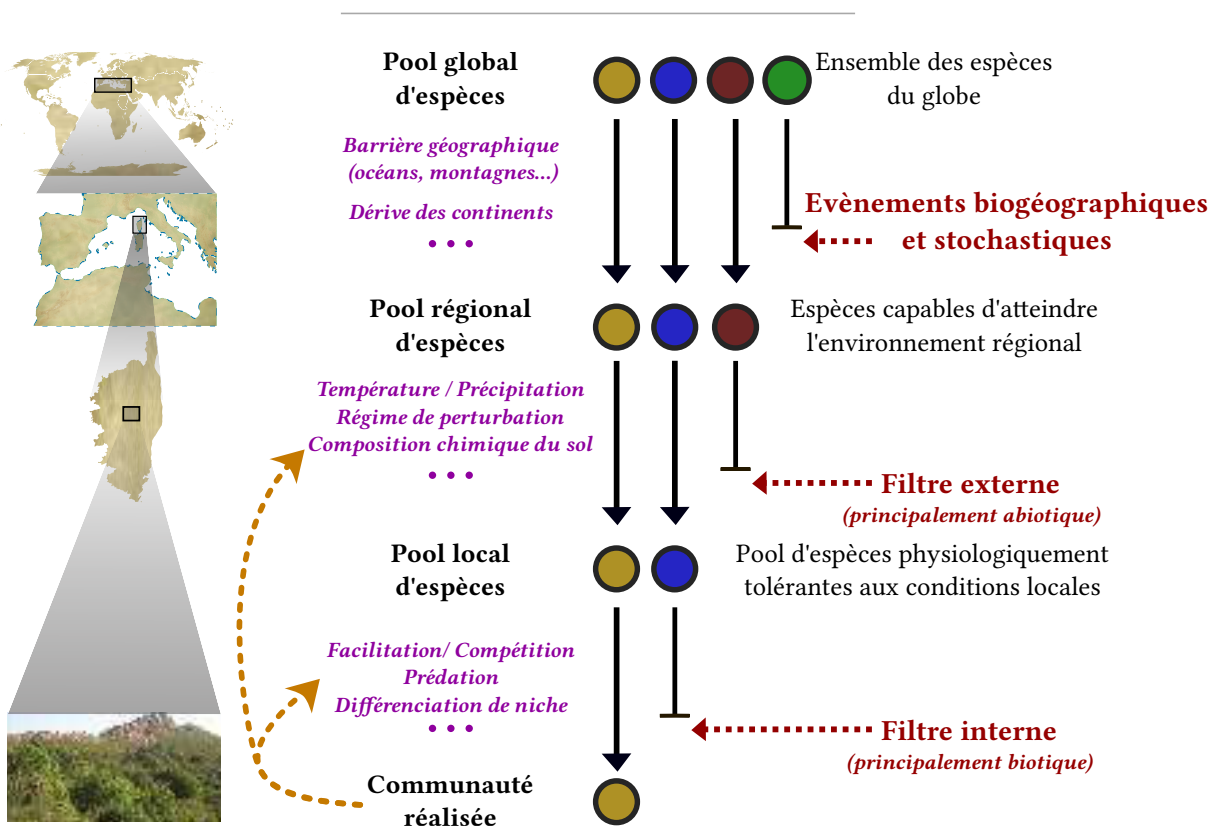 Pool global
d'espèces
Ensemble des espèces
du globe
Barrière géographique
(océans, montagnes...)
Dérive des continents
• • •
Evènements biogéographiques
et stochastiques
Pool régional
d'espèces
Espèces capables d'atteindre
l'environnement régional
Température / Précipitation
Régime de perturbation
Composition chimique du sol
• • •
Filtre externe
(principalement abiotique)
Pool local
d'espèces
Pool d'espèces physiologiquement
tolérantes aux conditions locales
Facilitation/ Compétition
Prédation
Différenciation de niche
• • •
Filtre interne
(principalement biotique)
Communauté
réalisée